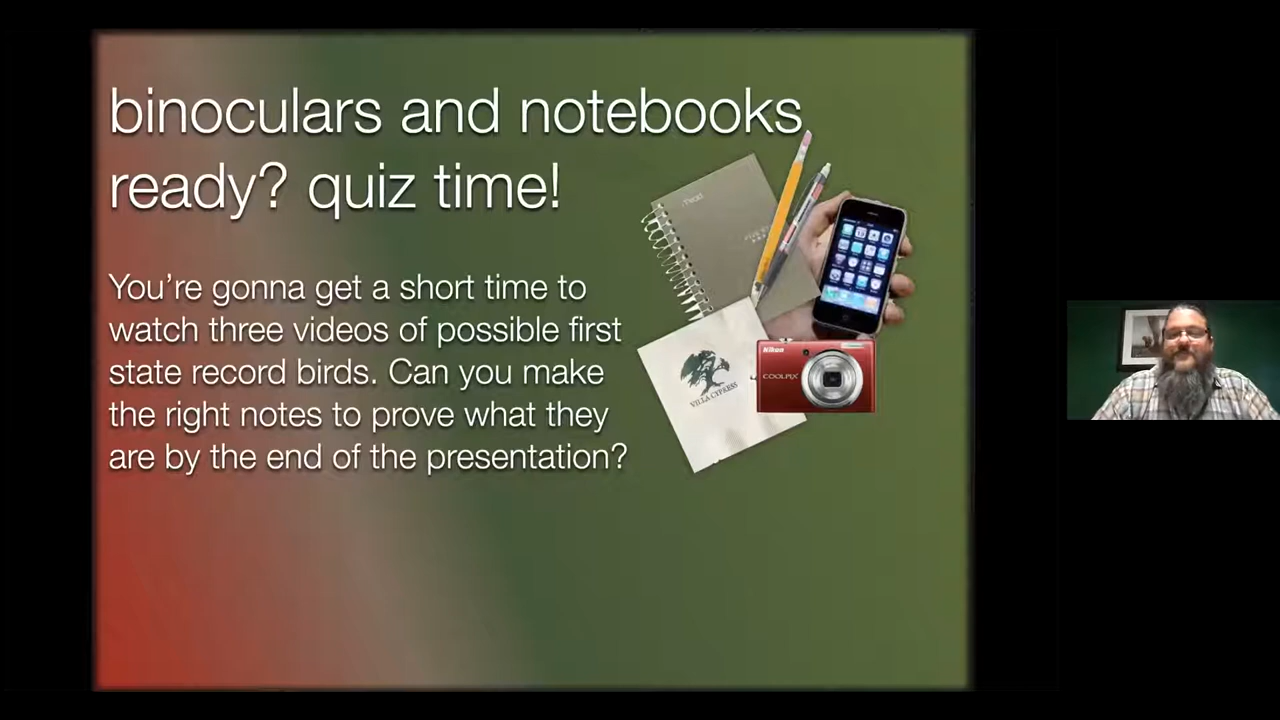 binoculars and notebooks
ready? quiz time!
You’re gonna get a short time to
watch three videos of possible first
state record birds. Can you make
the right notes to prove what they
are by the end of the presentation?
VILLA CYPRESS
Nikon
COOLPIX